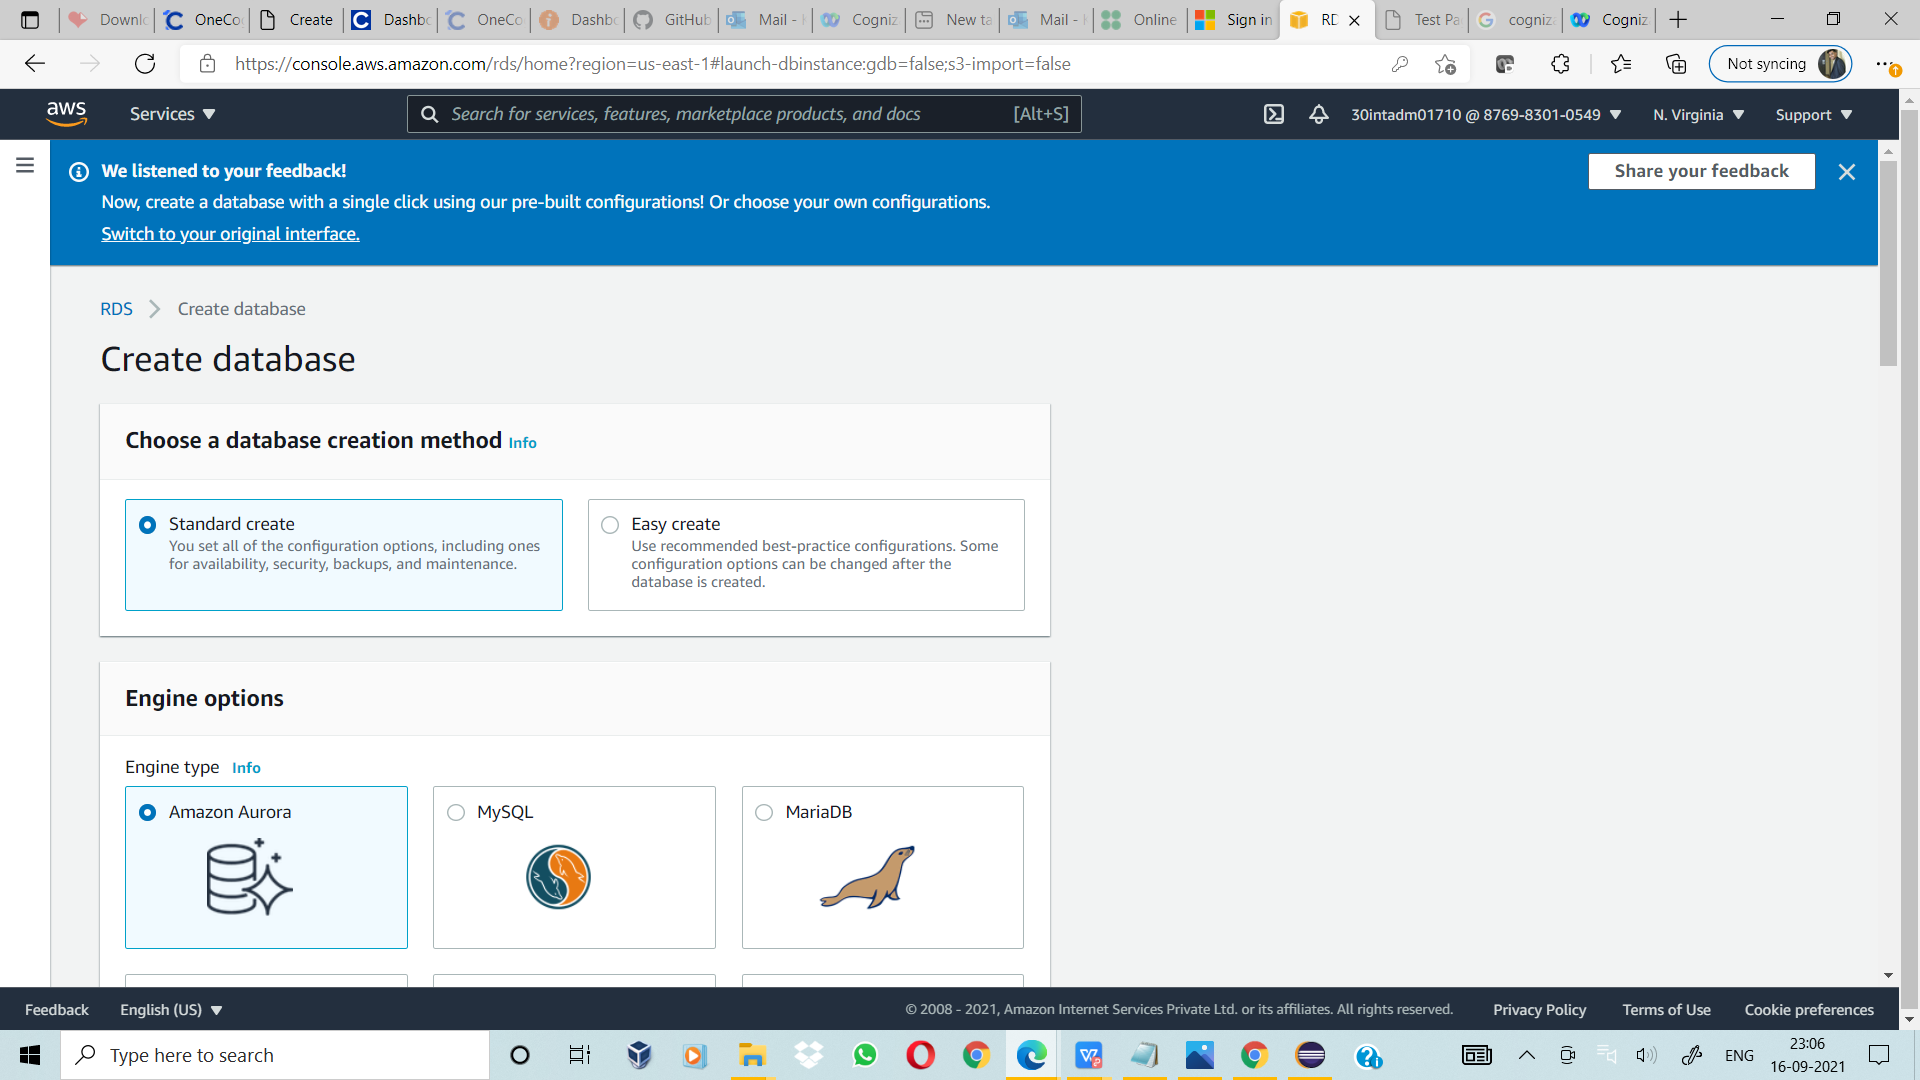 Downlo
OneCo
Create
Dashbo
OneCo
Dashbo
GitHub
Mail -
Cogniz
New ta
Mail -
Online
Sign in
RD
Test Pa
cogniza
Cogniz
https://console.aws.amazon.com/rds/home?region=us-east-1#launch-dbinstance:gdb=false;s3-import=false
Not syncing
aws
Services
Search for services, features, marketplace products, and docs
[Alt+S]
30intadm01710 @ 8769-8301-0549
N. Virginia
Support
We listened to your feedback!
Now, create a database with a single click using our pre-built configurations! Or choose your own configurations.
Switch to your original interface.
Share your feedback
RDS
Create database
Create database
Choose a database creation method Info
Standard create
You set all of the configuration options, including ones
for availability, security, backups, and maintenance.
Easy create
Use recommended best-practice configurations. Some
configuration options can be changed after the
database is created.
Engine options
Engine type Info
Amazon Aurora
MySQL
MariaDB
Feedback
English (US)
© 2008 - 2021, Amazon Internet Services Private Ltd. or its affiliates. All rights reserved.
Privacy Policy
Terms of Use
Cookie preferences
Type here to search
ENG
23:06
16-09-2021